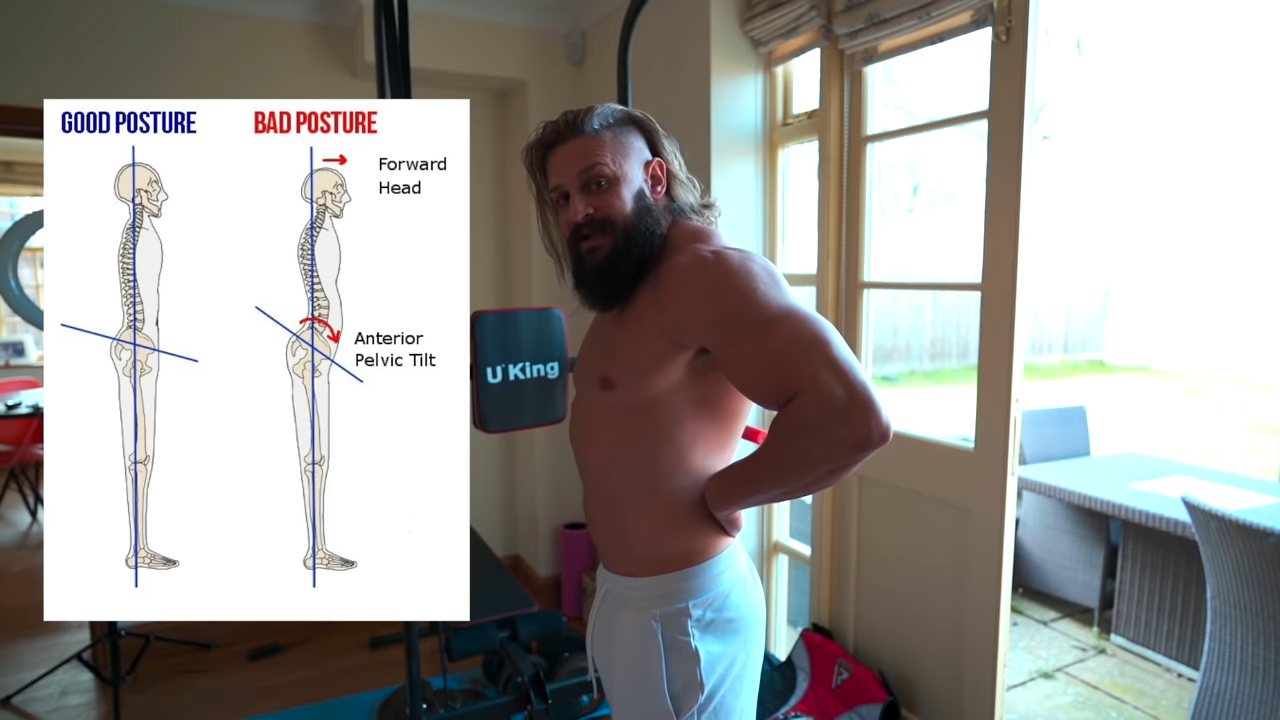 GOOD POSTURE
BAD POSTURE
Forward
Head
Anterior
Pelvic Tilt
U King